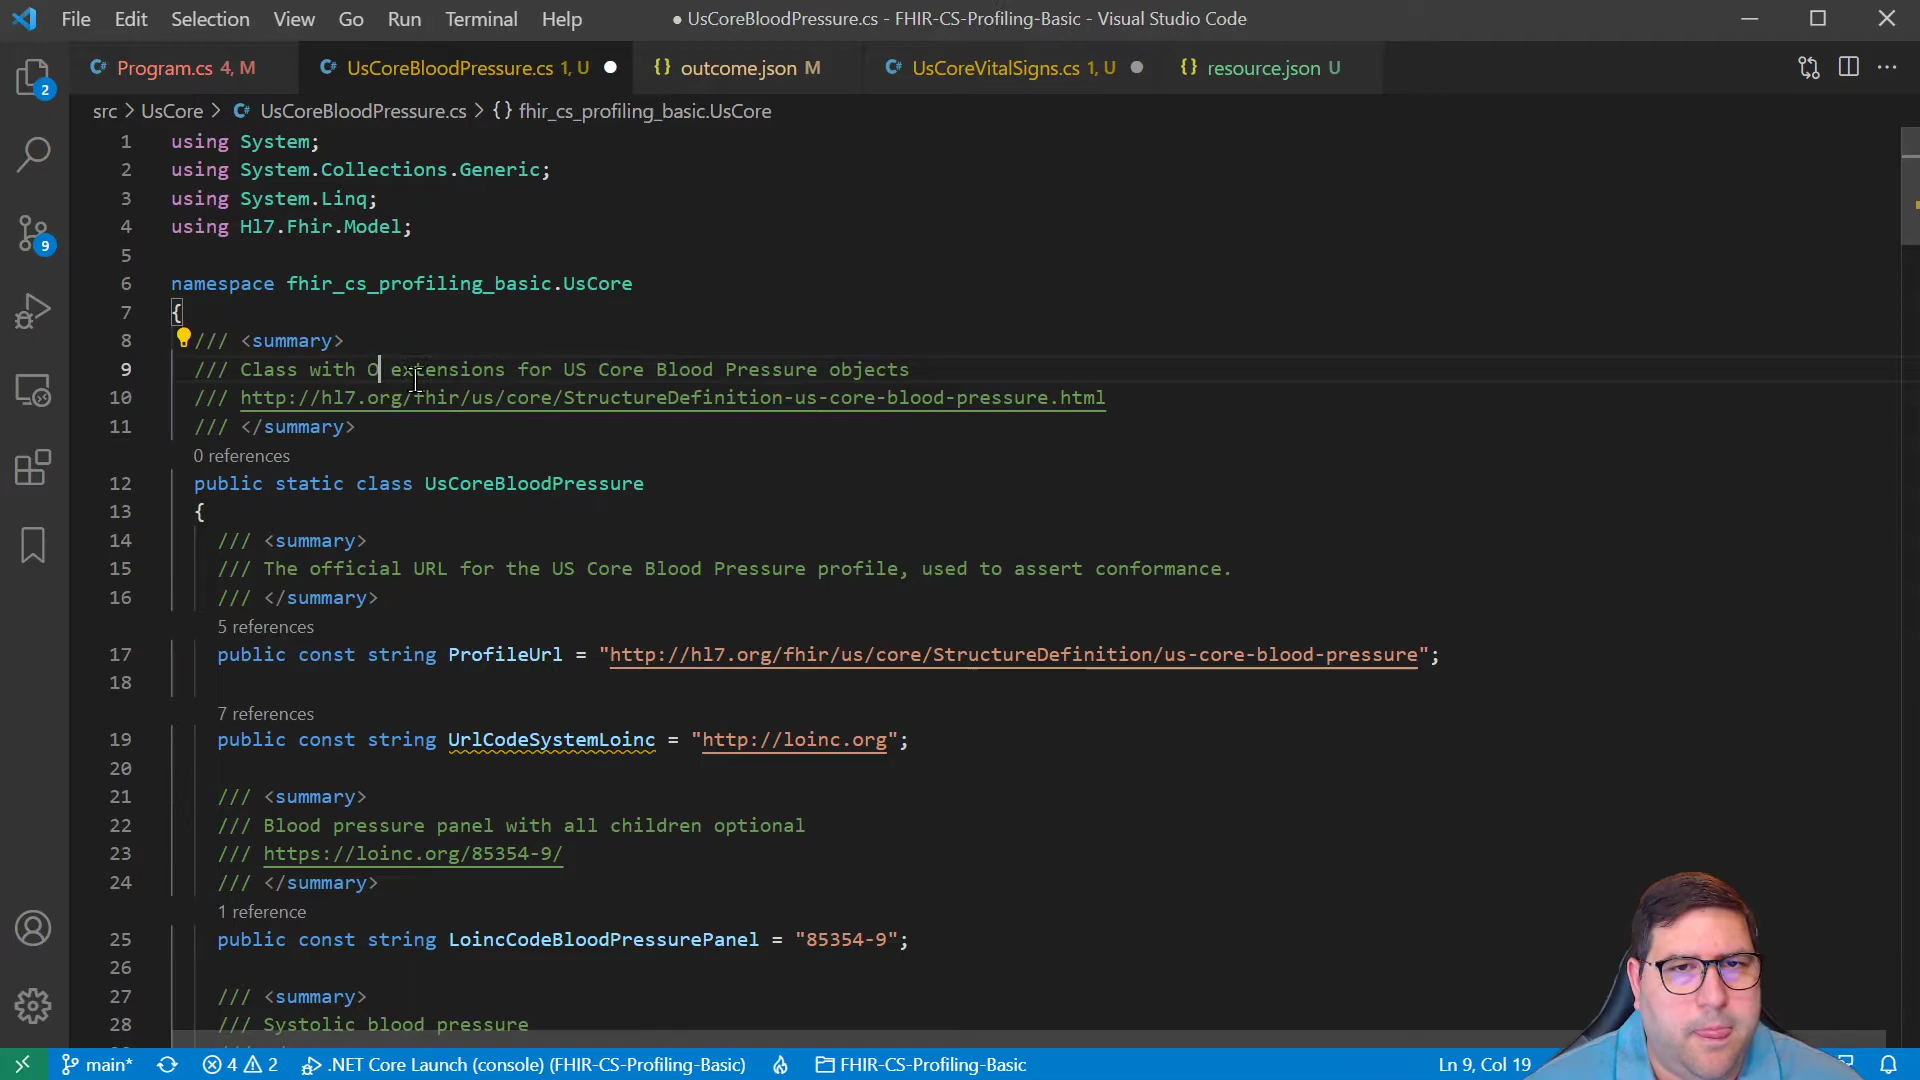 File Edit Selection View Go Run Terminal Help ● UsCoreBloodPressure.cs - FHIR-CS-Profiling-Basic - Visual Studio Code
Program.cs 4, M UsCoreBloodPressure.cs 1, U outcome.json M UsCoreVitalSigns.cs 1, U resource.json U
src > UsCore > UsCoreBloodPressure.cs > {} fhir_cs_profiling_basic.UsCore
2
9
1 using System;
2 using System.Collections.Generic;
3 using System.Linq;
4 using Hl7.Fhir.Model;
5
6 namespace fhir_cs_profiling_basic.UsCore
7 {
8 /// <summary>
9 /// Class with O extensions for US Core Blood Pressure objects
10 /// http://hl7.org/fhir/us/core/StructureDefinition-us-core-blood-pressure.html
11 /// </summary>
0 references
12 public static class UsCoreBloodPressure
13 {
14 /// <summary>
15 /// The official URL for the US Core Blood Pressure profile, used to assert conformance.
16 /// </summary>
5 references
17 public const string ProfileUrl = "http://hl7.org/fhir/us/core/StructureDefinition/us-core-blood-pressure";
18
7 references
19 public const string UrlCodeSystemLoinc = "http://loinc.org";
20
21 /// <summary>
22 /// Blood pressure panel with all children optional
23 /// https://loinc.org/85354-9/
24 /// </summary>
1 reference
25 public const string LoincCodeBloodPressurePanel = "85354-9";
26
27 /// <summary>
28 /// Systolic blood pressure
main* 4 2 .NET Core Launch (console) (FHIR-CS-Profiling-Basic) FHIR-CS-Profiling-Basic Ln 9, Col 19